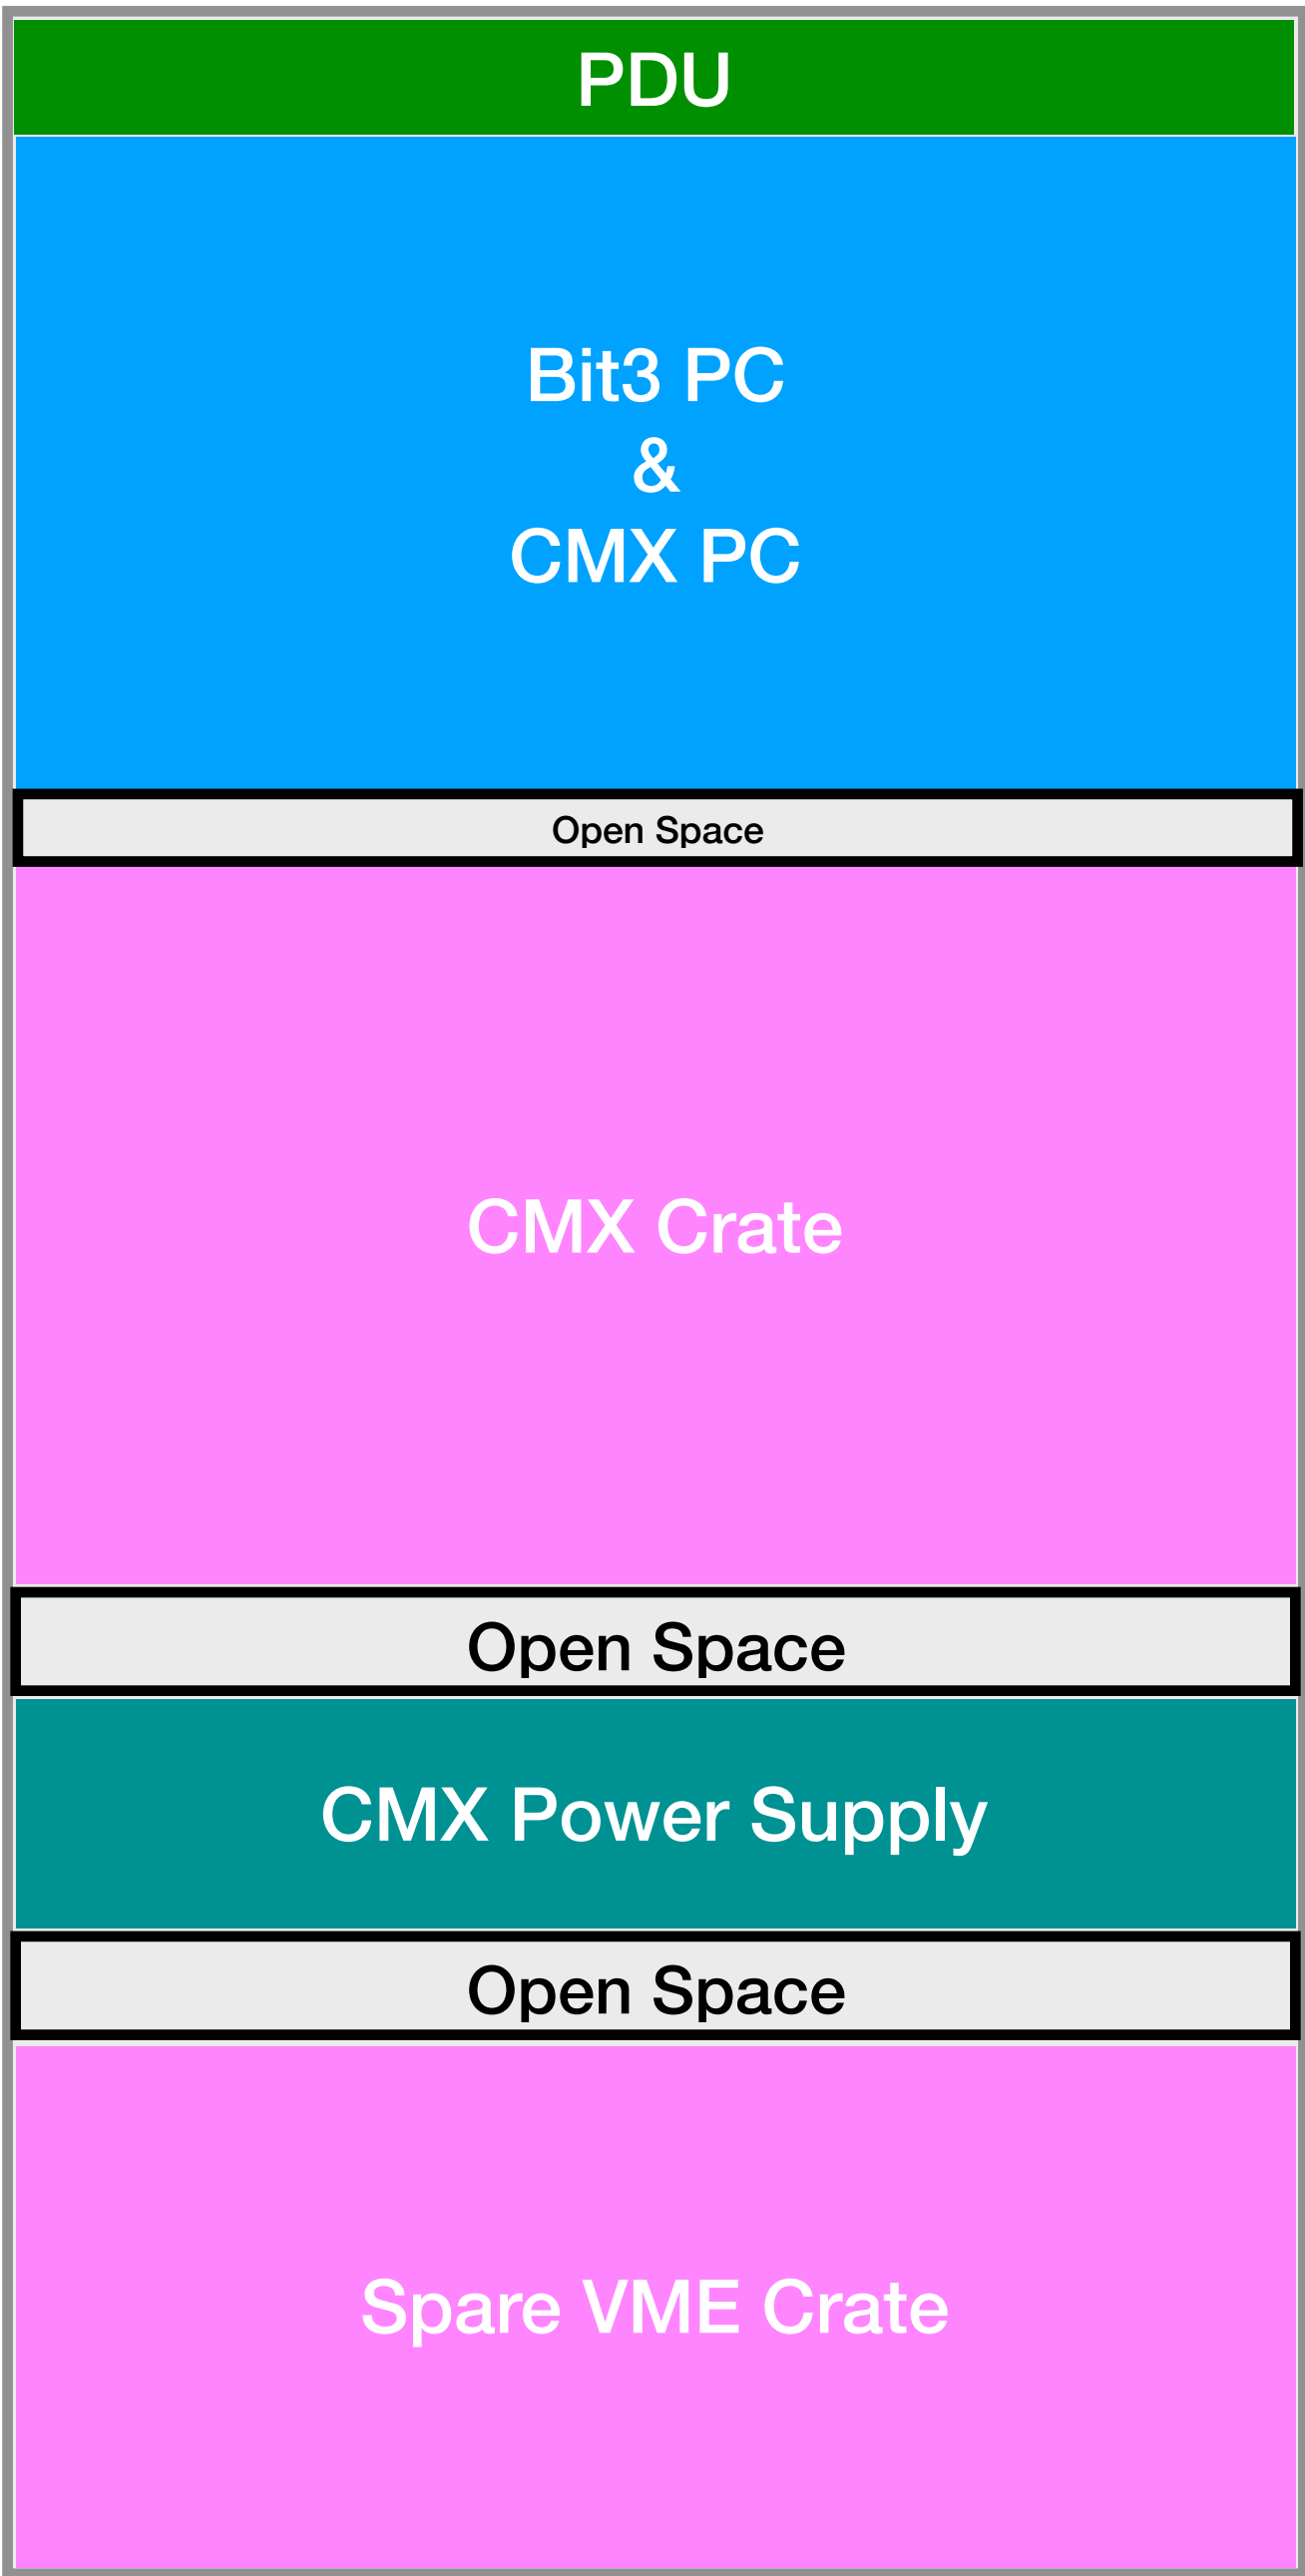 PDU
Bit3 PC
&
CMX PC
Open Space
CMX Crate
Open Space
CMX Power Supply
Open Space
Spare VME Crate